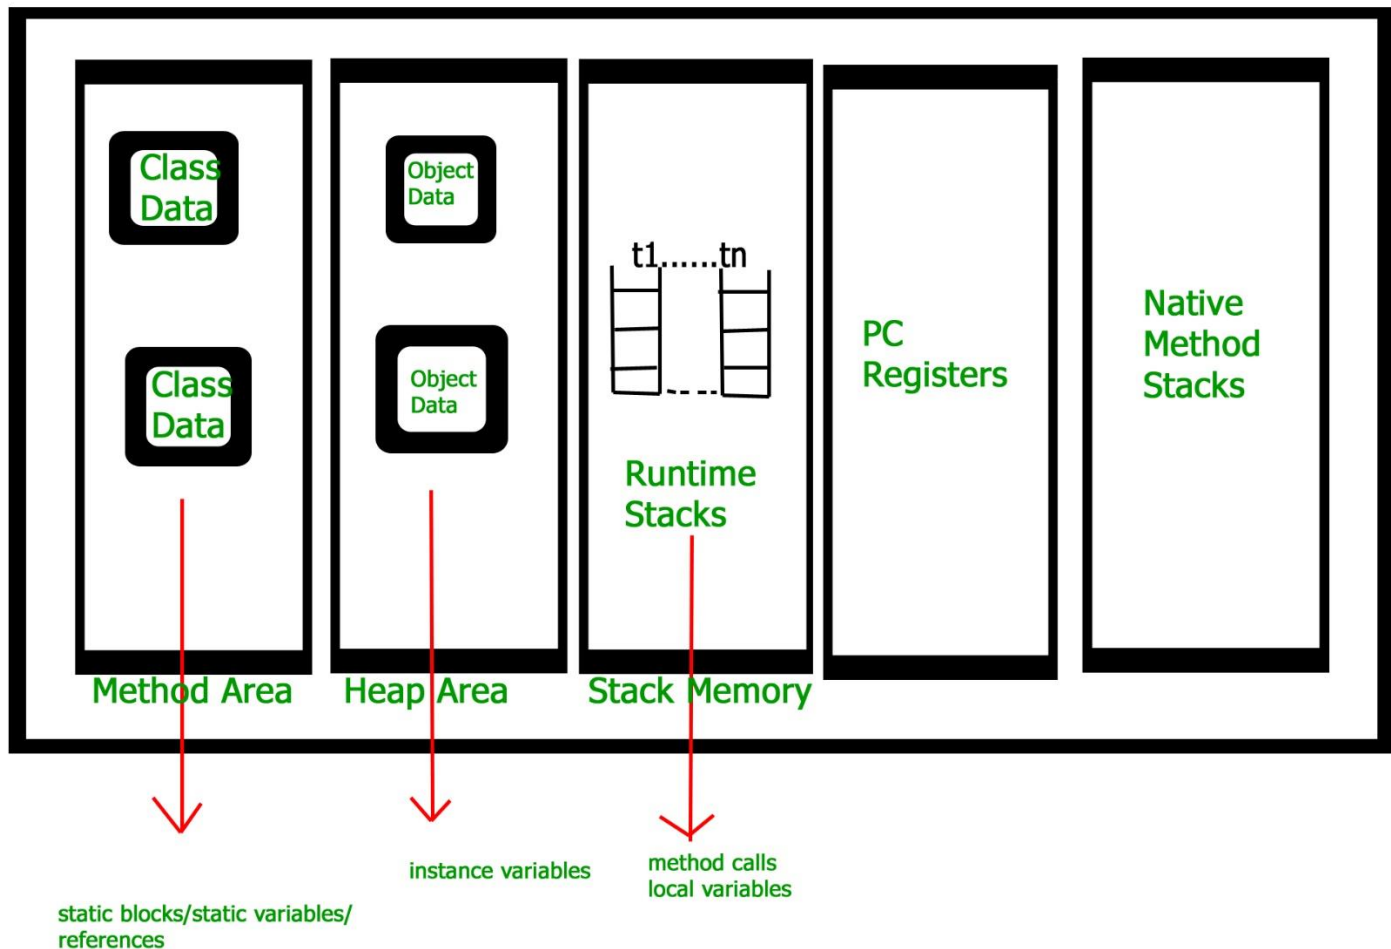 Class
Data
Class
Data
Method Area
Object
Data
Object
Data
Heap Area
t1......tn
Runtime
Stacks
Stack Memory
PC
Registers
Native
Method
Stacks
static blocks/static variables/
references
instance variables
method calls
local variables